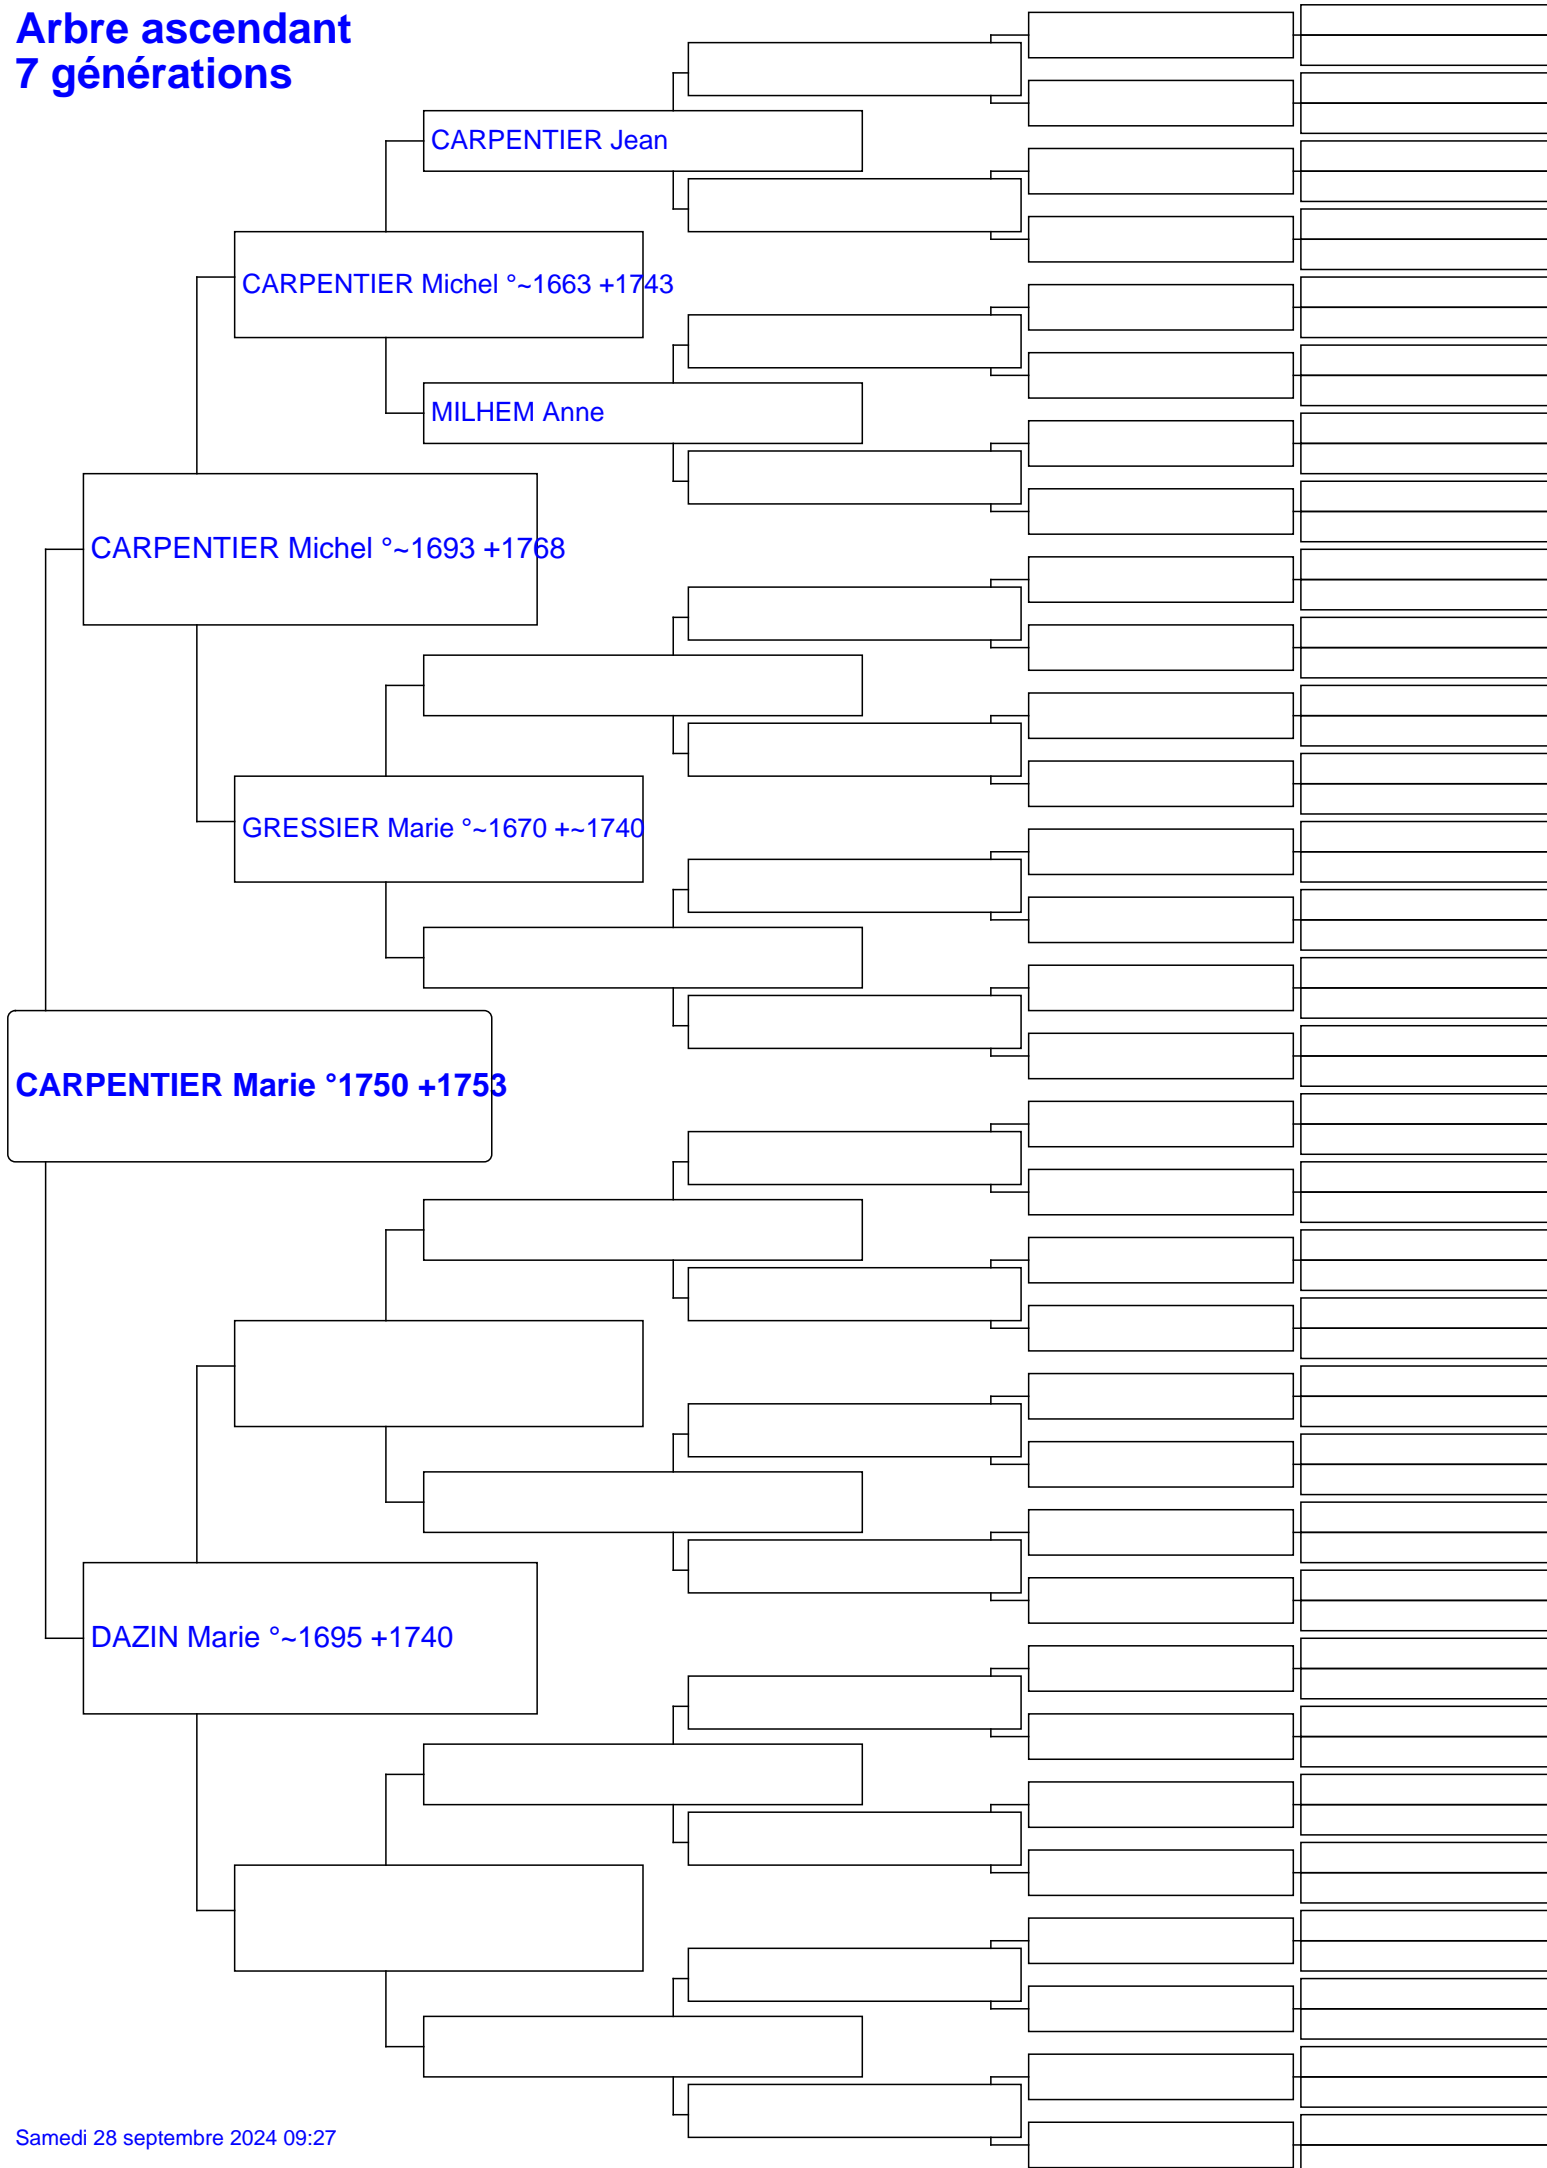 Arbre ascendant
7 générations
CARPENTIER Jean
CARPENTIER Michel °~1663 +1743
MILHEM Anne
CARPENTIER Michel °~1693 +1768
GRESSIER Marie °~1670 +~1740
CARPENTIER Marie °1750 +1753
DAZIN Marie °~1695 +1740
Samedi 28 septembre 2024 09:27